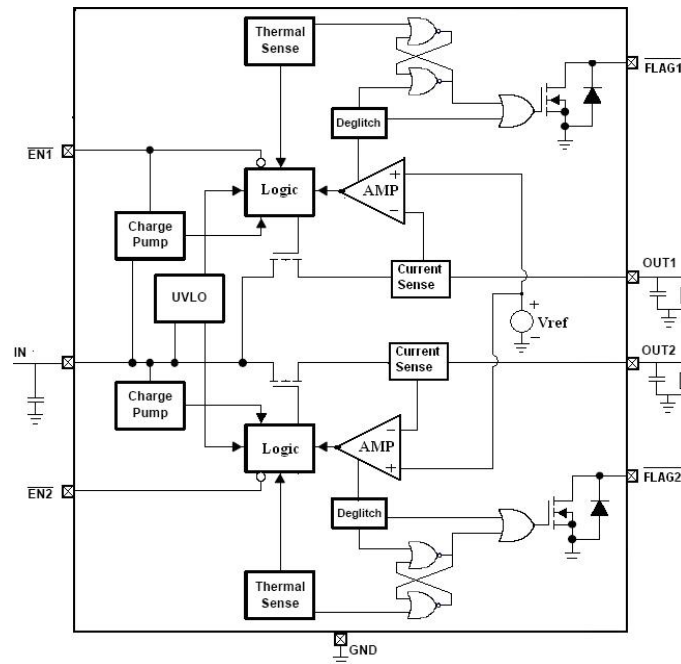 Thermal
Sense
FLAG1
Deglitch
EN1
Logic
AMP
+
−
Charge
Pump
Current
Sense
OUT1
UVLO
+
Vref
−
IN
Current
Sense
OUT2
Charge
Pump
Logic
AMP
−
+
FLAG2
EN2
Deglitch
Thermal
Sense
GND